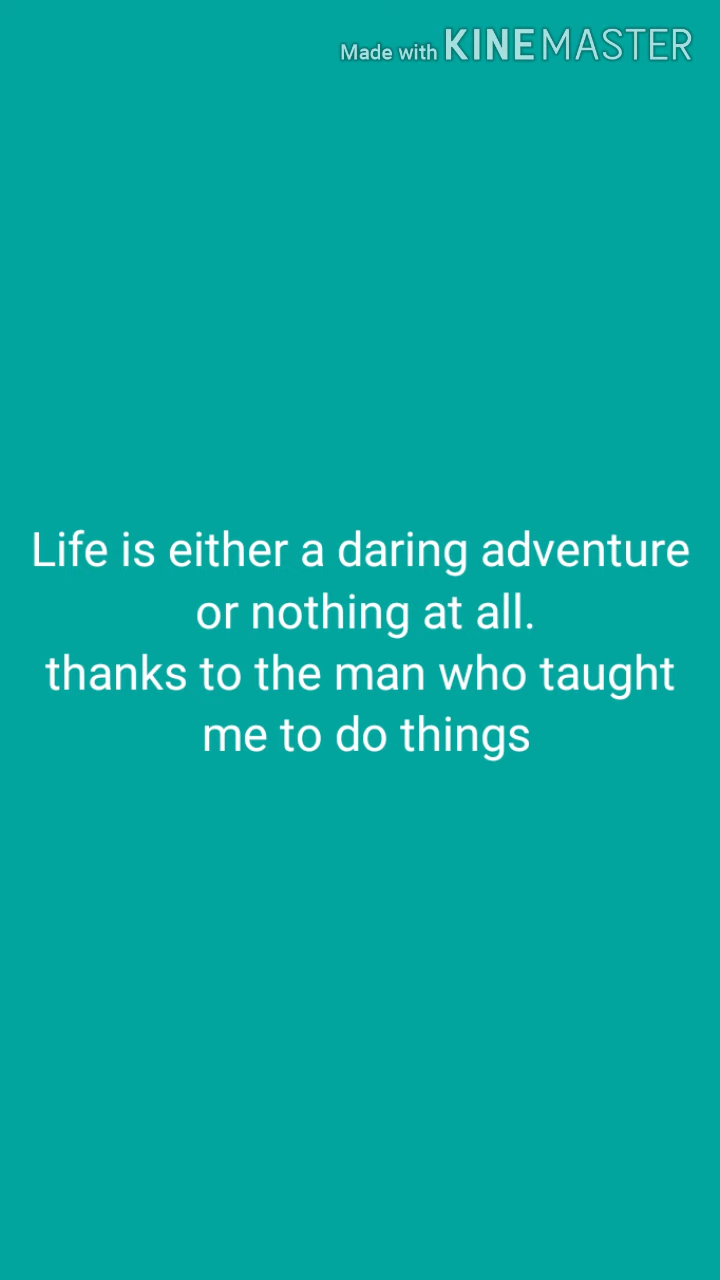 Made with KINEMASTER
Life is either a daring adventure
or nothing at all.
thanks to the man who taught
me to do things